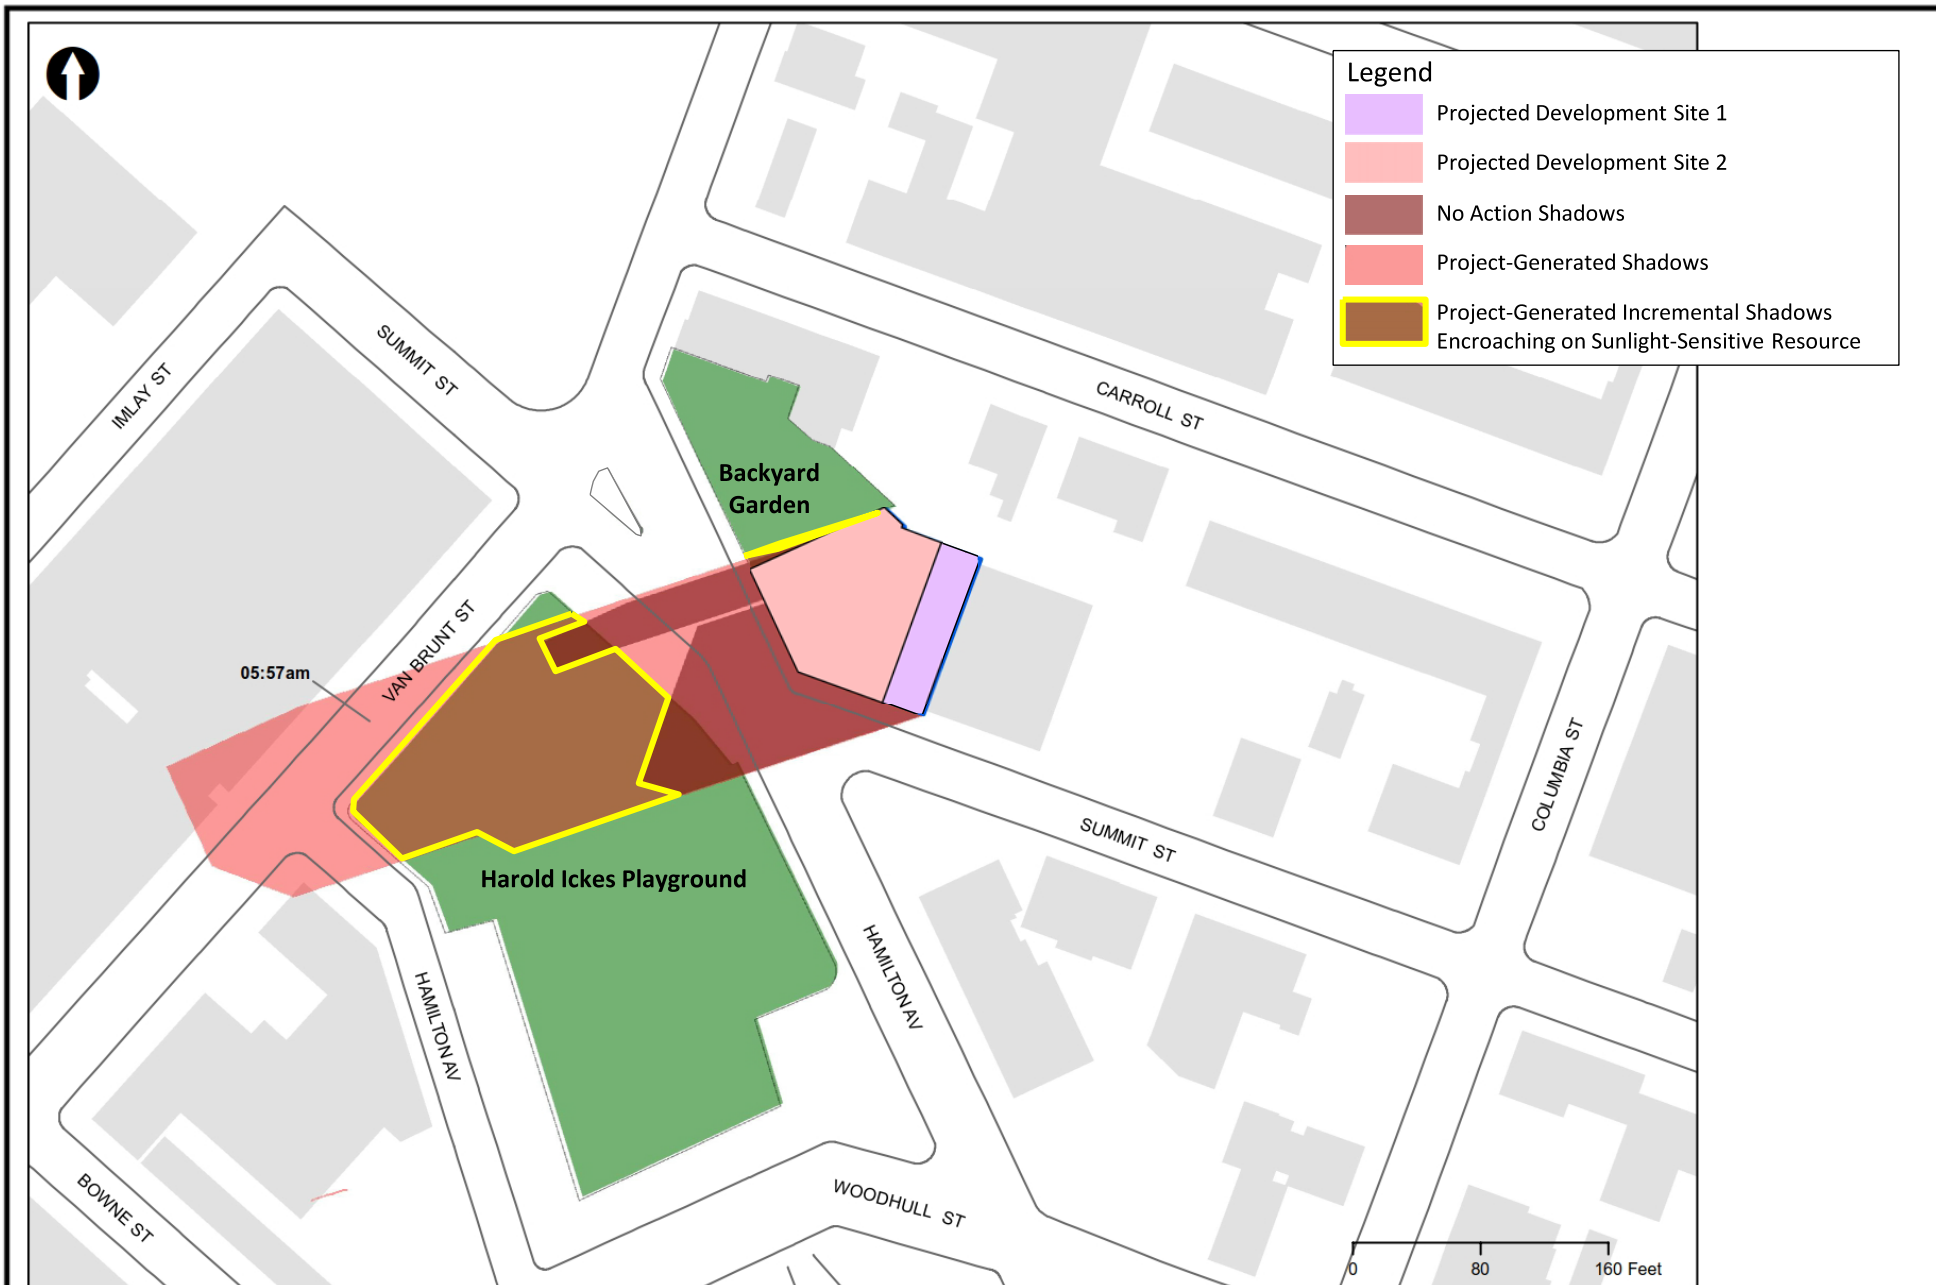 Legend
Projected Development Site 1
Projected Development Site 2
No Action Shadows
Project-Generated Shadows
Project-Generated Incremental Shadows
Encroaching on Sunlight-Sensitive Resource
SUMMIT ST
IMLAY ST
CARROLL ST
Backyard
Garden
VAN BRUNT ST
05:57am
COLUMBIA ST
SUMMIT ST
Harold Ickes Playground
HAMILTON AV
HAMILTON AV
BOWNE ST
WOODHULL ST
0 80 160 Feet